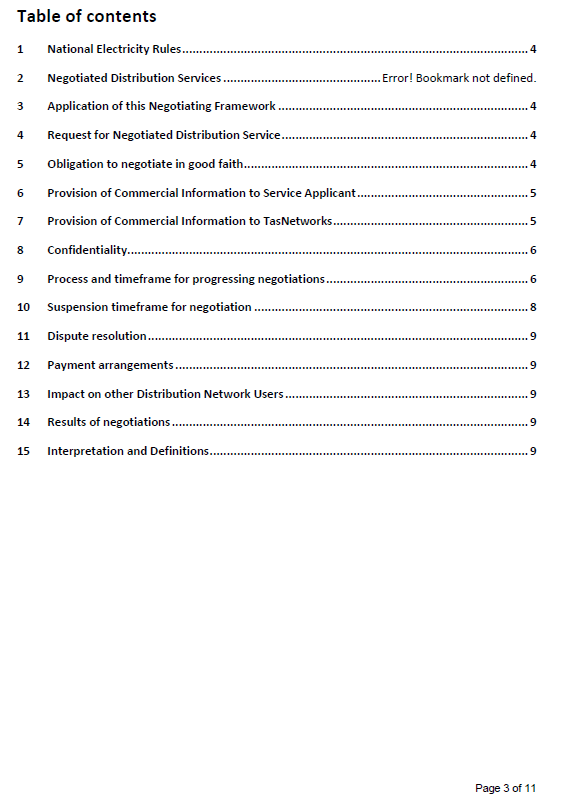 Table of contents
1 National Electricity Rules 4
2 Negotiated Distribution Services Error! Bookmark not defined.
3 Application of this Negotiating Framework 4
4 Request for Negotiated Distribution Service 4
5 Obligation to negotiate in good faith 4
6 Provision of Commercial Information to Service Applicant 5
7 Provision of Commercial Information to TasNetworks 5
8 Confidentiality 6
9 Process and timeframe for progressing negotiations 6
10 Suspension timeframe for negotiation 8
11 Dispute resolution 9
12 Payment arrangements 9
13 Impact on other Distribution Network Users 9
14 Results of negotiations 9
15 Interpretation and Definitions 9
Page 3 of 11